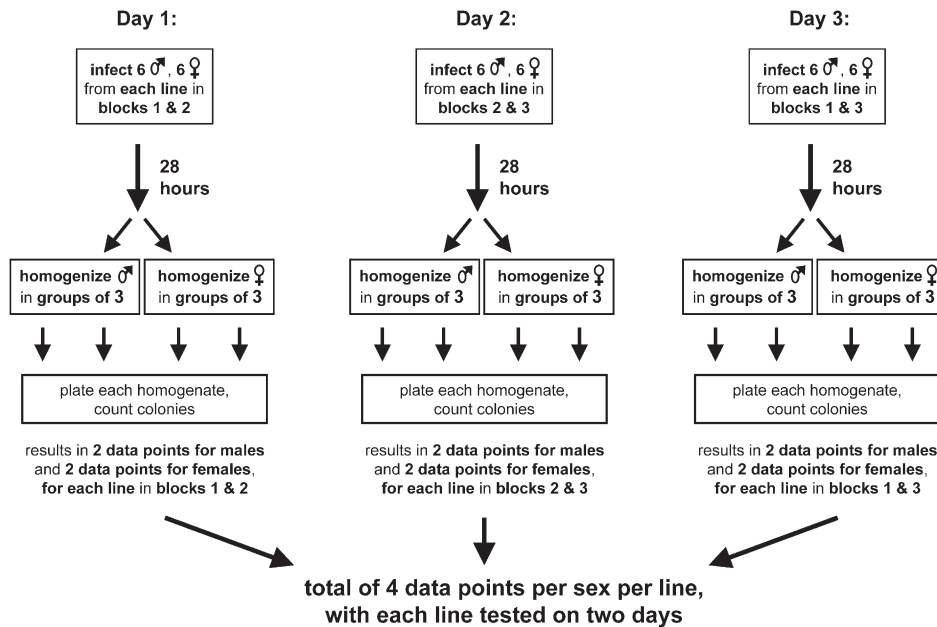 Day 1:
infect 6 ♂, 6 ♀
from each line in
blocks 1 & 2
28
hours
homogenize ♂
in groups of 3
homogenize ♀
in groups of 3
plate each homogenate,
count colonies
results in 2 data points for males
and 2 data points for females,
for each line in blocks 1 & 2
Day 2:
infect 6 ♂, 6 ♀
from each line in
blocks 2 & 3
28
hours
homogenize ♂
in groups of 3
homogenize ♀
in groups of 3
plate each homogenate,
count colonies
results in 2 data points for males
and 2 data points for females,
for each line in blocks 2 & 3
Day 3:
infect 6 ♂, 6 ♀
from each line in
blocks 1 & 3
28
hours
homogenize ♂
in groups of 3
homogenize ♀
in groups of 3
plate each homogenate,
count colonies
results in 2 data points for males
and 2 data points for females,
for each line in blocks 1 & 3
total of 4 data points per sex per line,
with each line tested on two days